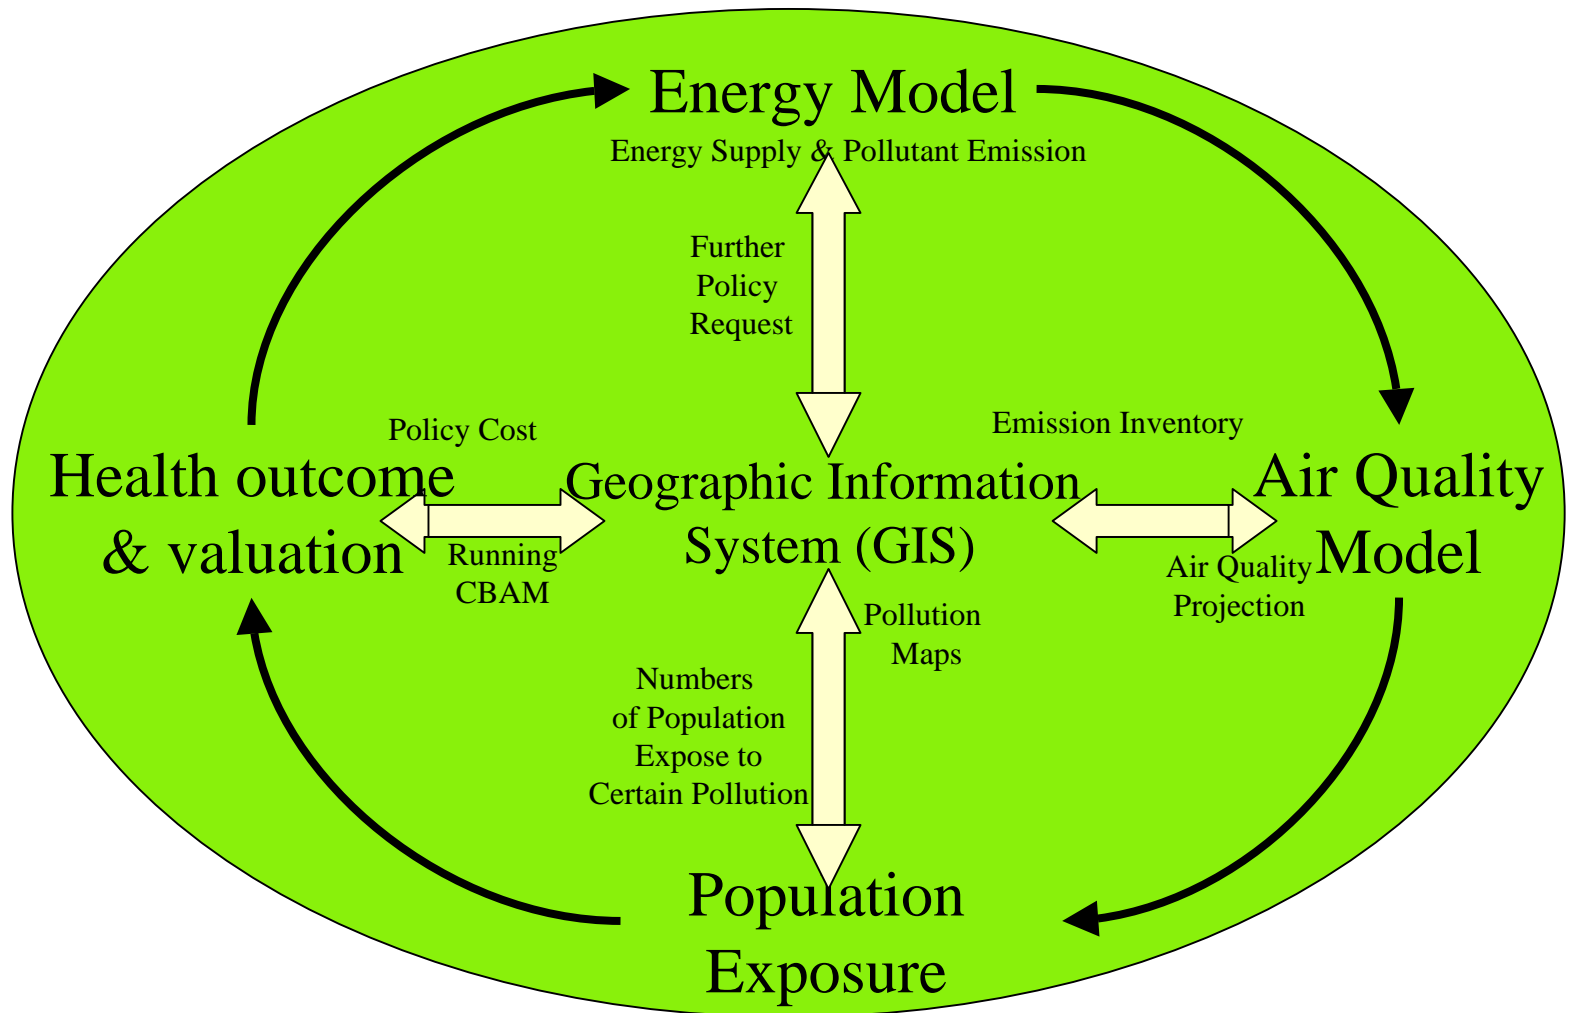 Energy Model
Energy Supply & Pollutant Emission
Further
Policy
Request
Policy Cost
Emission Inventory
Health outcome
& valuation
Geographic Information
System (GIS)
Air Quality
Model
Running
CBAM
Air Quality
Projection
Pollution
Maps
Numbers
of Population
Expose to
Certain Pollution
Population
Exposure